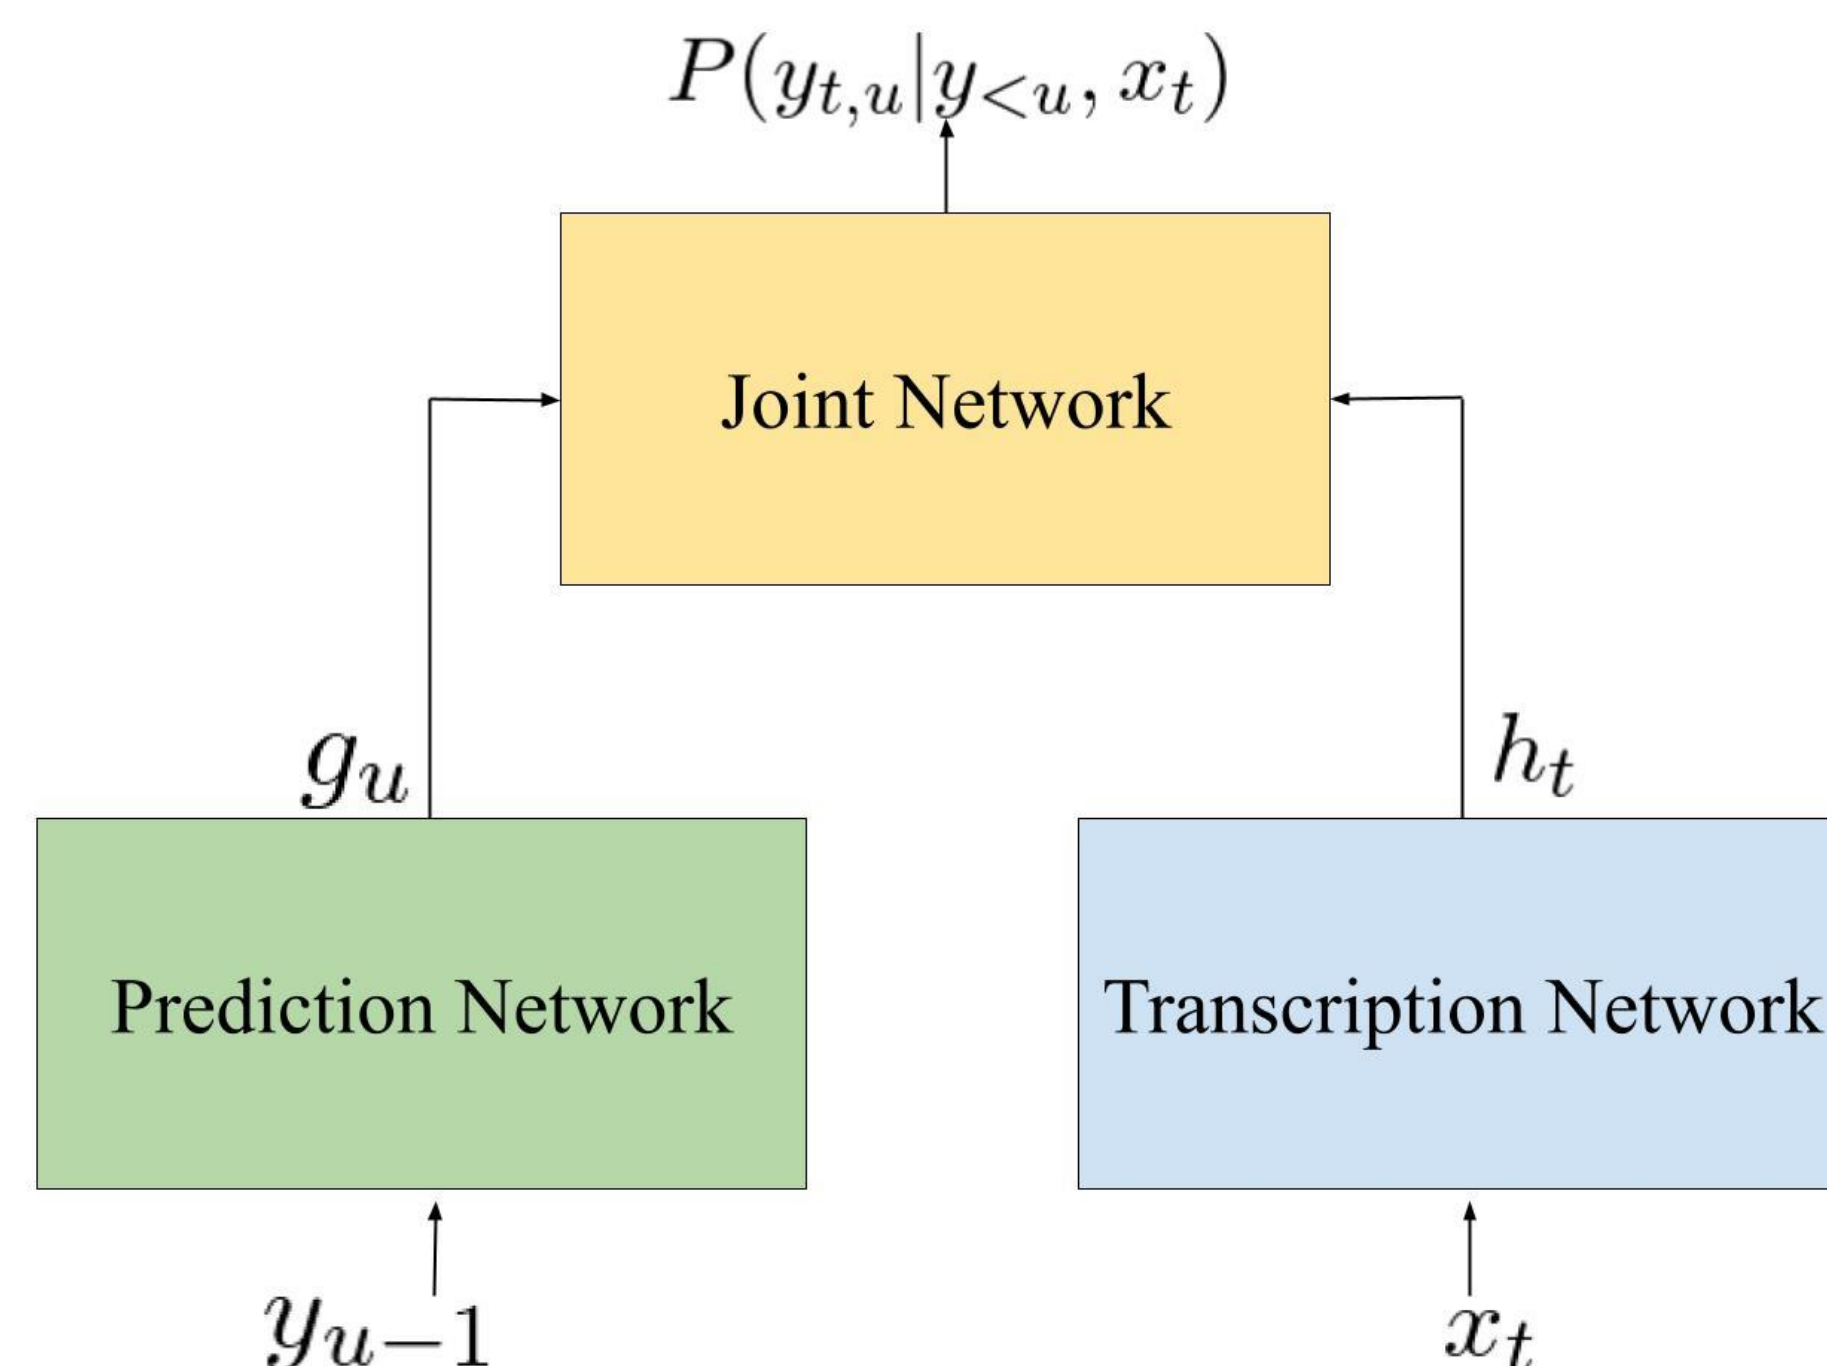 P(y_{t,u}|y_{<u}, x_t)
Joint Network
g_u
h_t
Prediction Network
Transcription Network
y_{u-1}
x_t